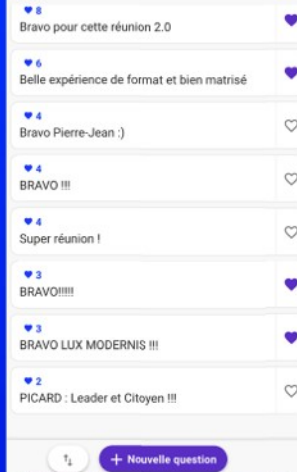 8
Bravo pour cette réunion 2.0
6
Belle expérience de format et bien matrisé
4
Bravo Pierre-Jean :)
4
BRAVO !!!
4
Super réunion !
3
BRAVO!!!!!
3
BRAVO LUX MODERNIS !!!
2
PICARD : Leader et Citoyen !!!
+ Nouvelle question